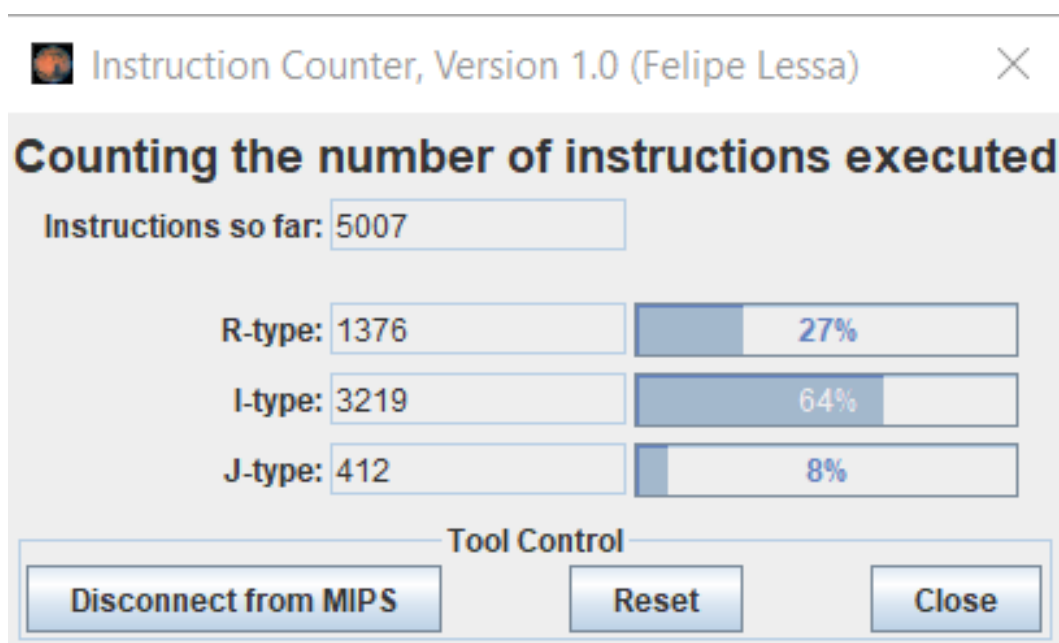 Instruction Counter, Version 1.0 (Felipe Lessa)
Counting the number of instructions executed
Instructions so far: 5007
R-type: 1376 27%
I-type: 3219 64%
J-type: 412 8%
Tool Control
Disconnect from MIPS Reset Close